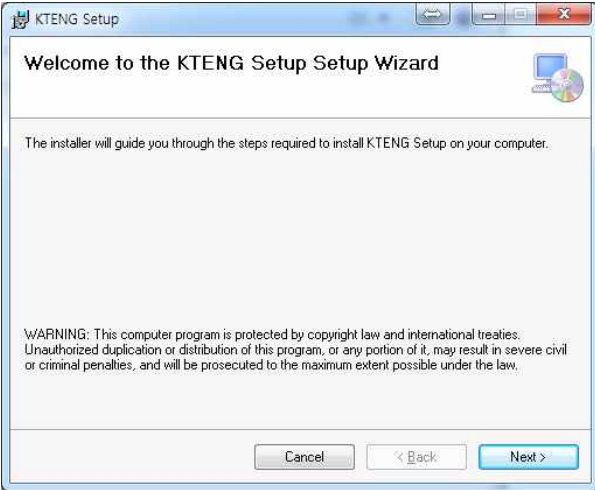 KTENG Setup
Welcome to the KTENG Setup Setup Wizard
The installer will guide you through the steps required to install KTENG Setup on your computer.
WARNING: This computer program is protected by copyright law and international treaties.
Unauthorized duplication or distribution of this program, or any portion of it, may result in severe civil
or criminal penalties, and will be prosecuted to the maximum extent possible under the law.
Cancel
< Back
Next >